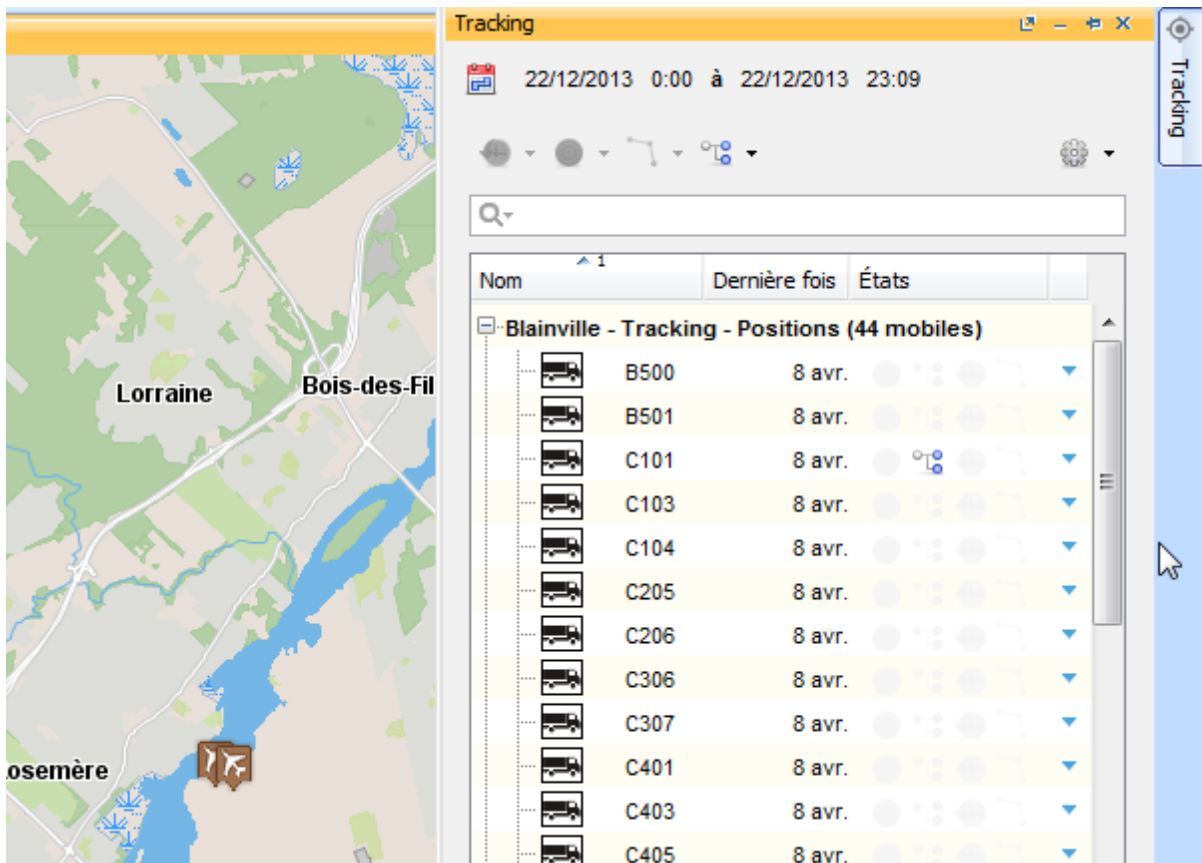 Tracking
Tracking
22/12/2013 0:00 à 22/12/2013 23:09
1
Nom Dernière fois États
Blainville - Tracking - Positions (44 mobiles)
B500 8 avr.
B501 8 avr.
C101 8 avr.
C103 8 avr.
C104 8 avr.
C205 8 avr.
C206 8 avr.
C306 8 avr.
C307 8 avr.
C401 8 avr.
C403 8 avr.
C405 8 avr.
Lorraine
Bois-des-Fil
osemère